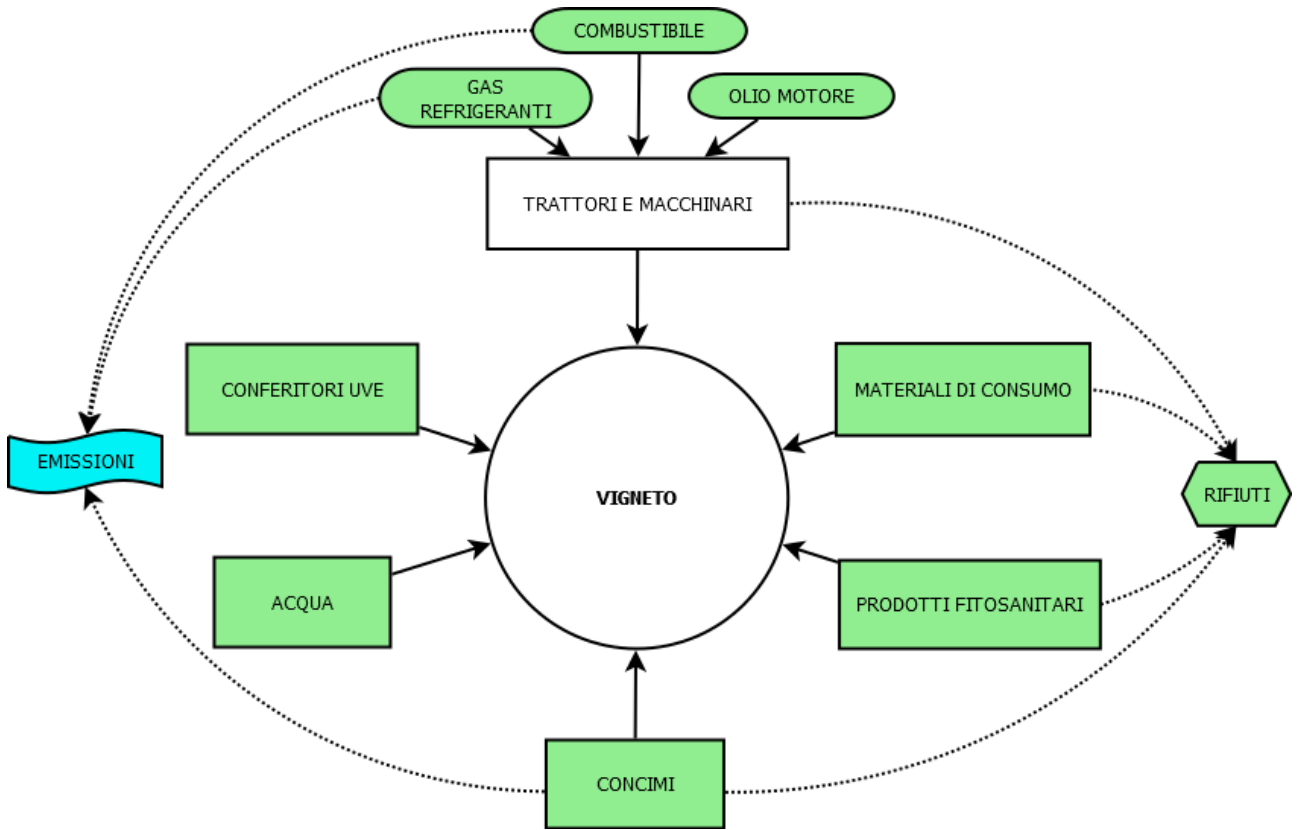 COMBUSTIBILE
GAS
REFRIGERANTI
OLIO MOTORE
TRATTORI E MACCHINARI
CONFERITORI UVE
MATERIALI DI CONSUMO
EMISSIONI
VIGNETO
RIFIUTI
ACQUA
PRODOTTI FITOSANITARI
CONCIMI